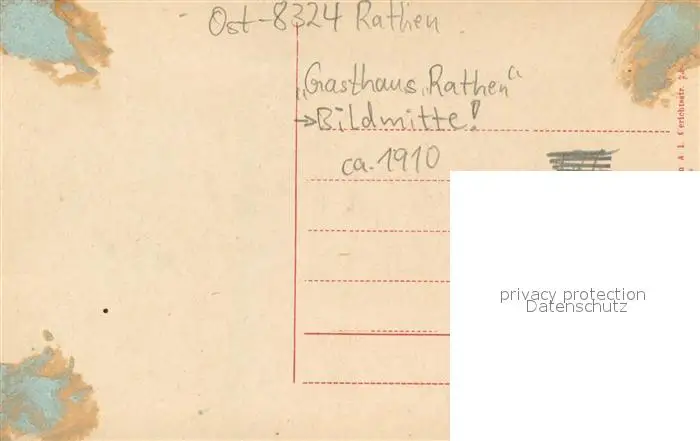 Ost-8324 Rathen
„Gasthaus Rathen“
→Bildmitte!
ca. 1910
privacy protection
Datenschutz